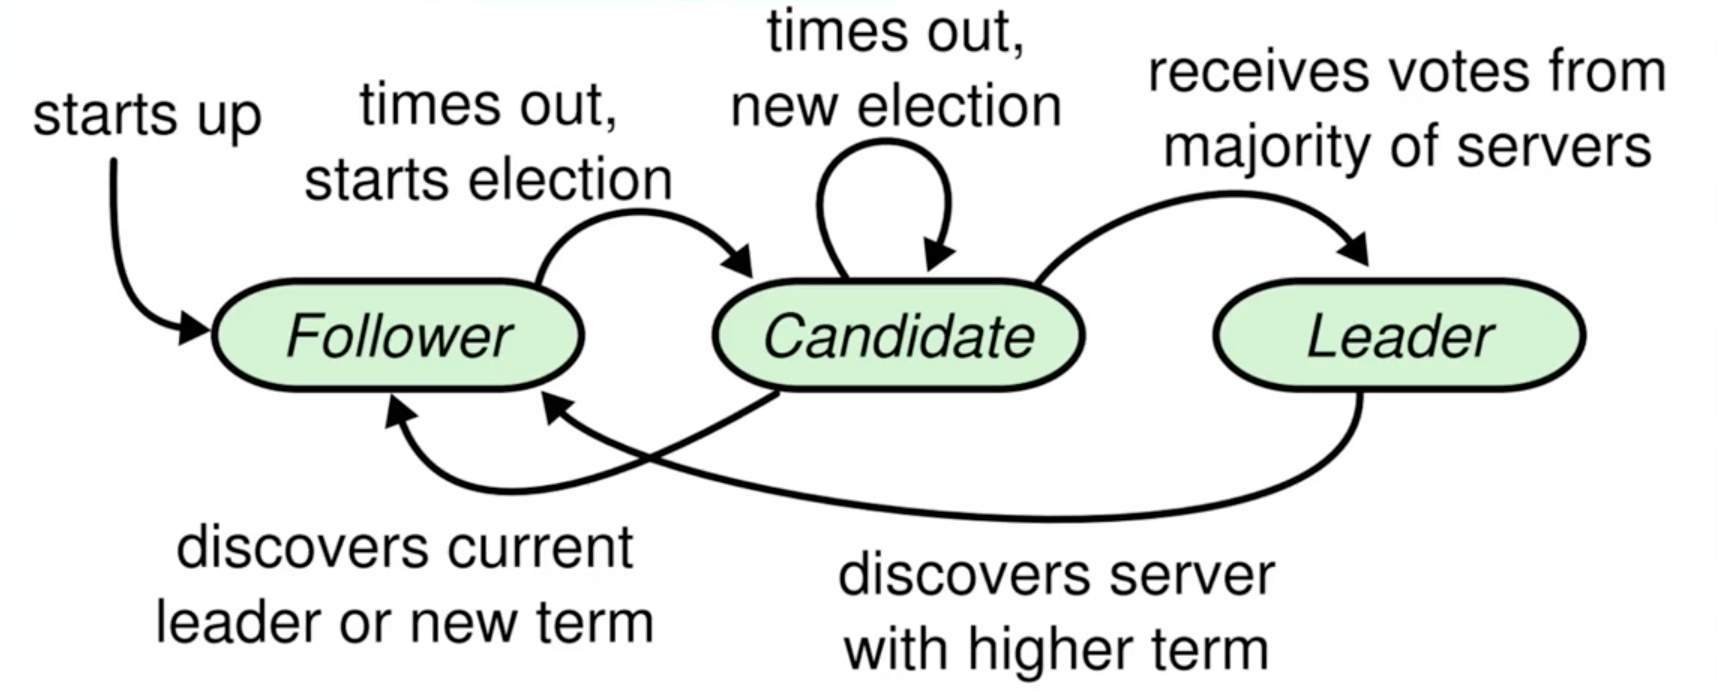 starts up
times out,
starts election
times out,
new election
receives votes from
majority of servers
Follower
Candidate
Leader
discovers current
leader or new term
discovers server
with higher term